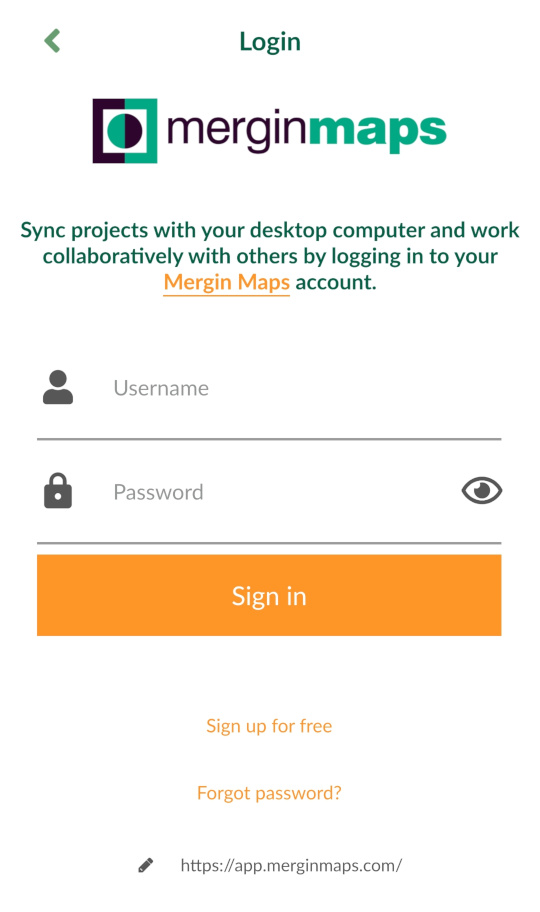 Login
merginmaps
Sync projects with your desktop computer and work
collaboratively with others by logging in to your
Mergin Maps account.
Username
Password
Sign in
Sign up for free
Forgot password?
https://app.merginmaps.com/